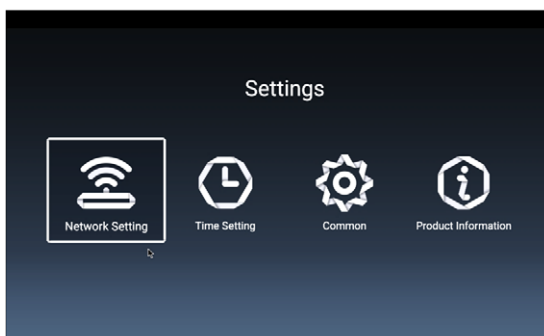 Settings
Network Setting
Time Setting
Common
Product Information